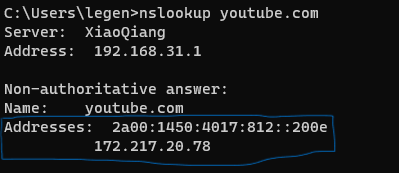 C:\Users\legen>nslookup youtube.com
Server:  XiaoQiang
Address:  192.168.31.1

Non-authoritative answer:
Name:    youtube.com
Addresses:  2a00:1450:4017:812::200e
          172.217.20.78